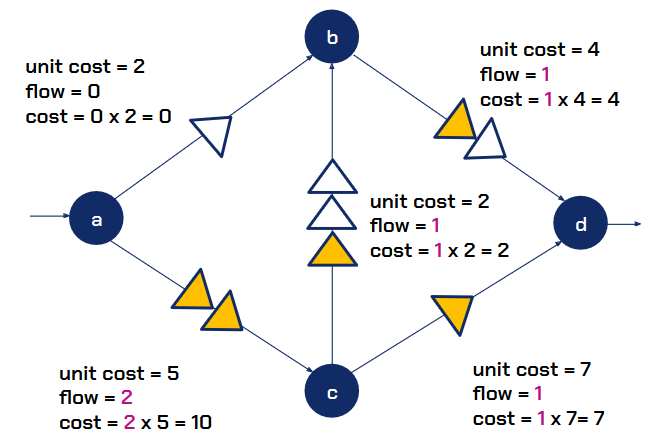 b
unit cost = 2
flow = 0
cost = 0 x 2 = 0
unit cost = 4
flow = 1
cost = 1 x 4 = 4
a
unit cost = 2
flow = 1
cost = 1 x 2 = 2
d
unit cost = 5
flow = 2
cost = 2 x 5 = 10
c
unit cost = 7
flow = 1
cost = 1 x 7= 7